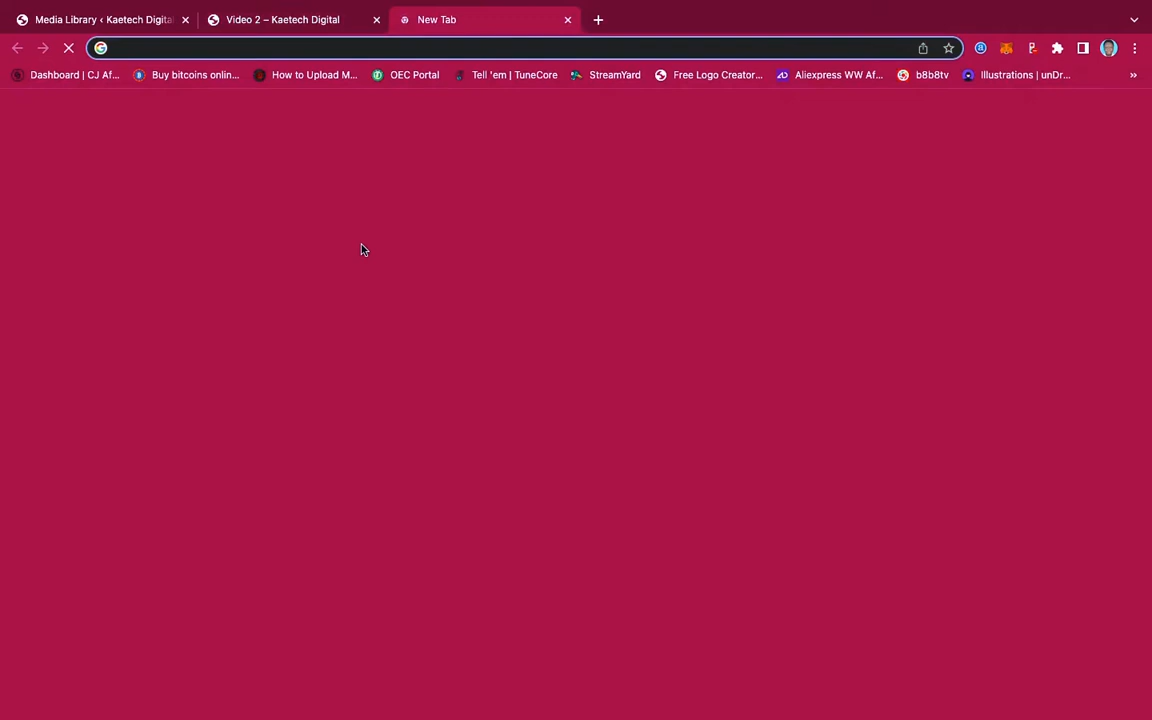 Media Library ‹ Kaetech Digital
Video 2 – Kaetech Digital
New Tab
Dashboard | CJ Af...
Buy bitcoins onlin...
How to Upload M...
OEC Portal
Tell 'em | TuneCore
StreamYard
Free Logo Creator...
Aliexpress WW Af...
b8b8tv
Illustrations | unDr...